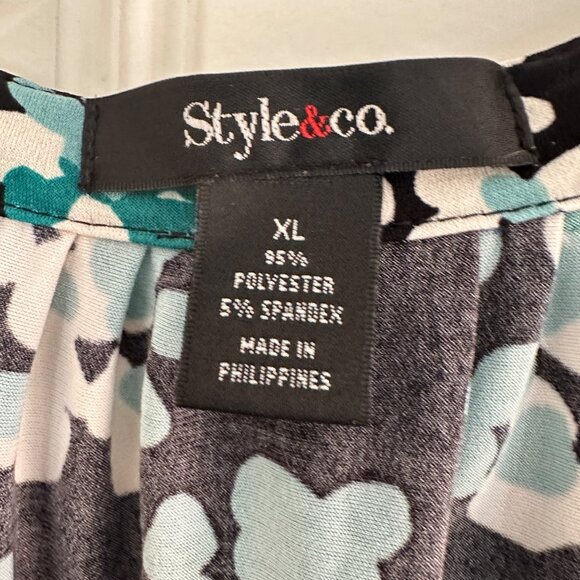 Style&co.
XL
95%
POLYESTER
5% SPANDEX
MADE IN
PHILIPPINES